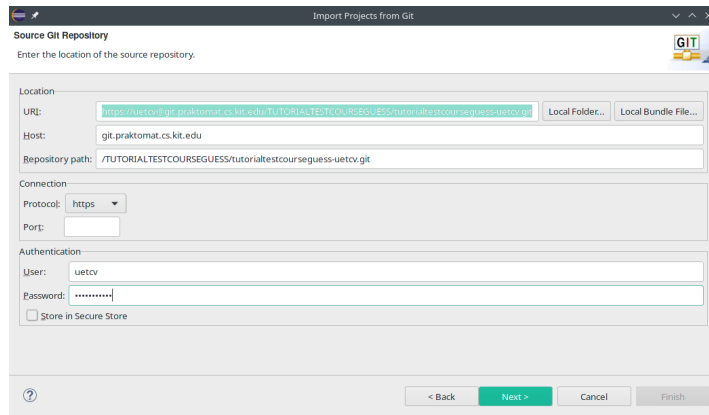 Import Projects from Git
Source Git Repository
Enter the location of the source repository.
GIT
Location
URI: https://uetcv@git.praktomat.cs.kit.edu/TUTORIALTESTCOURSEGUESS/tutorialtestcourseguess-uetcv.git Local Folder... Local Bundle File...
Host: git.praktomat.cs.kit.edu
Repository path: /TUTORIALTESTCOURSEGUESS/tutorialtestcourseguess-uetcv.git
Connection
Protocol: https
Port:
Authentication
User: uetcv
Password: •••••••••••
Store in Secure Store
? < Back Next > Cancel Finish